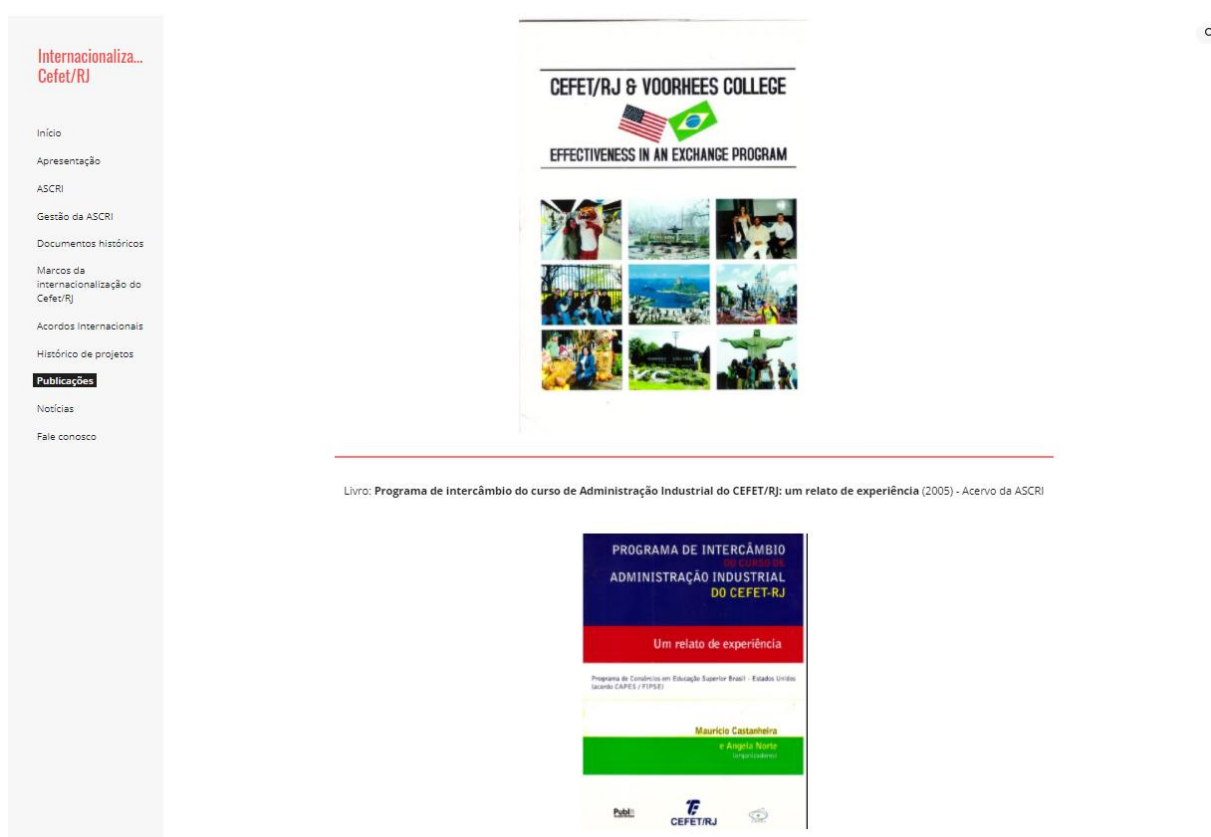 Internacionaliza...
Cefet/RJ
Início
Apresentação
ASCRI
Gestão da ASCRI
Documentos históricos
Marcos da
internacionalização do
Cefet/RJ
Acordos Internacionais
Histórico de projetos
Publicações
Notícias
Fale conosco
CEFET/RJ & VOORHEES COLLEGE
EFFECTIVENESS IN AN EXCHANGE PROGRAM
Livro: Programa de intercâmbio do curso de Administração Industrial do CEFET/RJ: um relato de experiência (2005) - Acervo da ASCRI
PROGRAMA DE INTERCÂMBIO
DO CURSO DE
ADMINISTRAÇÃO INDUSTRIAL
DO CEFET-RJ
Um relato de experiência
Programa de Consórcios em Educação Superior Brasil - Estados Unidos
(acordo CAPES / FIPSE)
Mauricio Castanheira
e Angela Norte
(organizadores)
CEFET/RJ